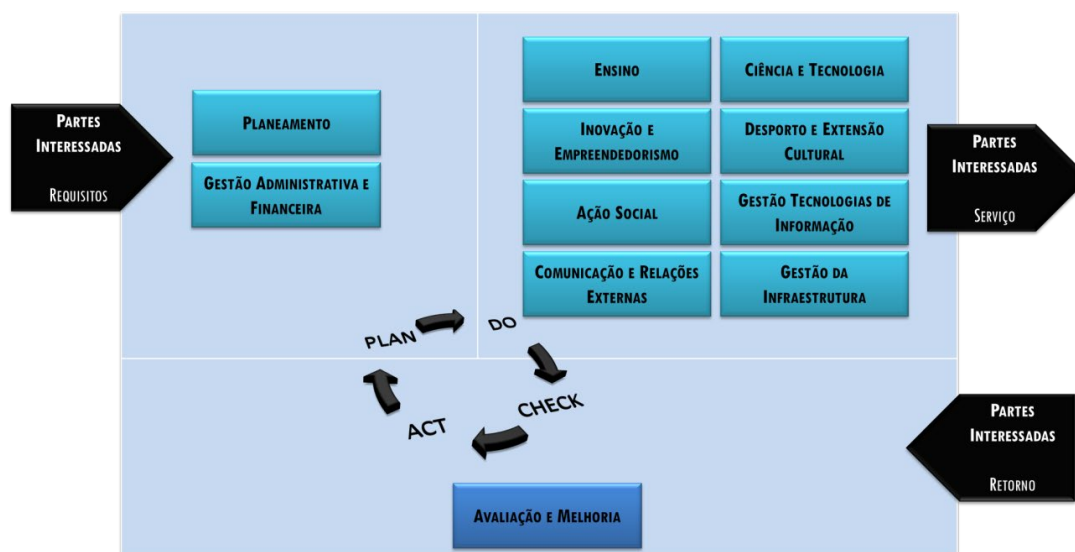 PARTES
INTERESSADAS
REQUISITOS
PLANEAMENTO
GESTÃO ADMINISTRATIVA E
FINANCEIRA
ENSINO
CIÊNCIA E TECNOLOGIA
INOVAÇÃO E
EMPREENDEDORISMO
DESPORTO E EXTENSÃO
CULTURAL
AÇÃO SOCIAL
GESTÃO TECNOLOGIAS DE
INFORMAÇÃO
COMUNICAÇÃO E RELAÇÕES
EXTERNAS
GESTÃO DA
INFRAESTRUTURA
PARTES
INTERESSADAS
SERVIÇO
PLAN
DO
CHECK
ACT
PARTES
INTERESSADAS
RETORNO
AVALIAÇÃO E MELHORIA